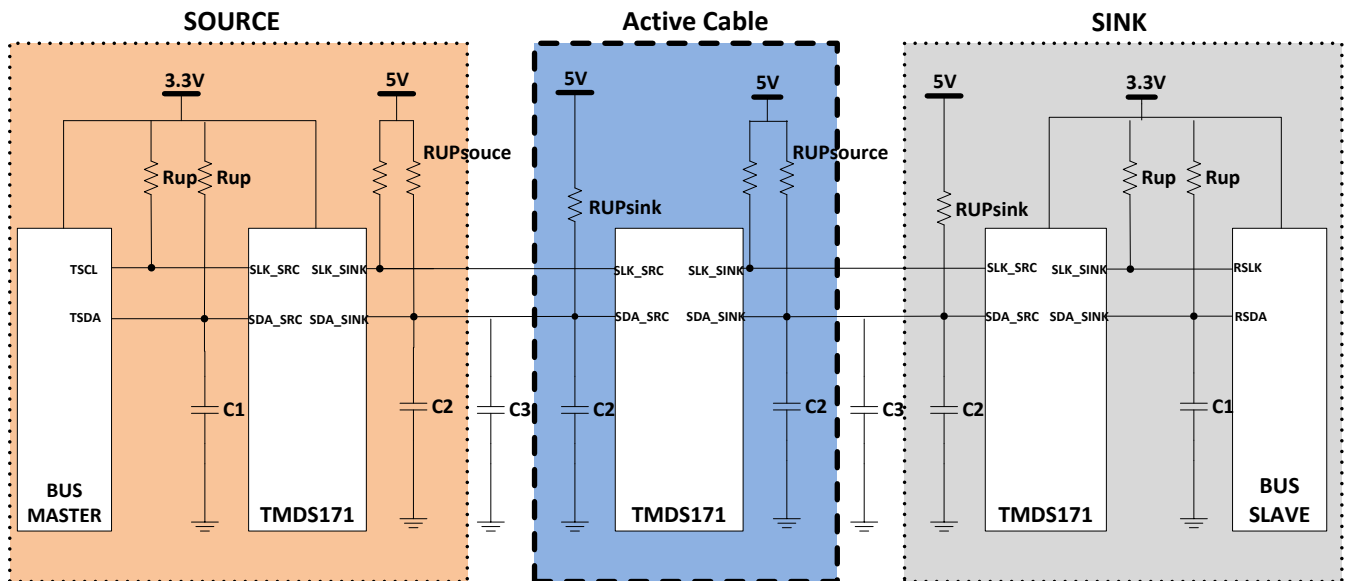 SOURCE
Active Cable
SINK
3.3V
5V
5V
5V
5V
3.3V
RUPsouce
RUPsource
Rup
Rup
Rup
Rup
RUPsink
RUPsink
TSCL
SLK_SRC
SLK_SINK
SLK_SRC
SLK_SINK
SLK_SRC
SLK_SINK
RSLK
TSDA
SDA_SRC
SDA_SINK
SDA_SRC
SDA_SINK
SDA_SRC
SDA_SINK
RSDA
C1
C2
C3
C2
C2
C3
C2
C1
BUS
MASTER
TMDS171
TMDS171
TMDS171
BUS
SLAVE